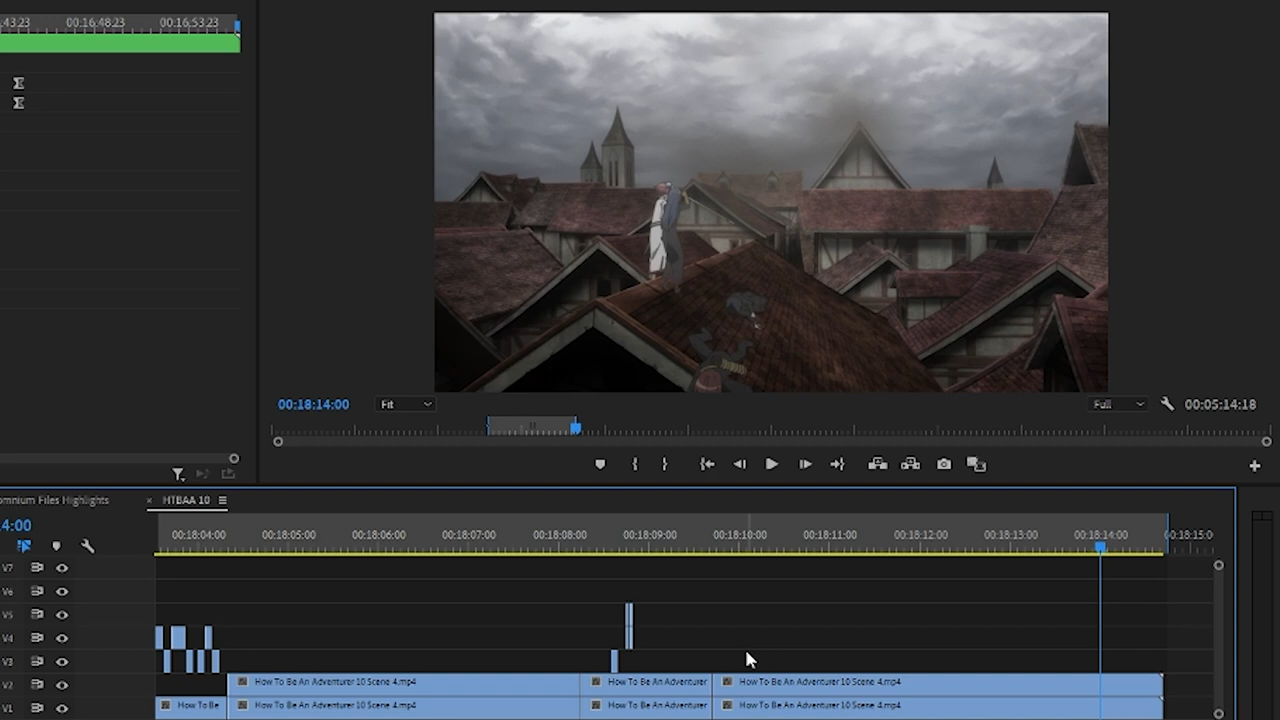 :43:23 00:16:48:23 00:16:53:23
00:18:14:00 Fit Full 00:05:14:18
omnium Files Highlights × HTBAA 10
4:00
00:18:04:00 00:18:05:00 00:18:06:00 00:18:07:00 00:18:08:00 00:18:09:00 00:18:10:00 00:18:11:00 00:18:12:00 00:18:13:00 00:18:14:00 00:18:15:0
V7
V6
V5
V4
V3
V2 How To Be An Adventurer 10 Scene 4.mp4 How To Be An Adventurer How To Be An Adventurer 10 Scene 4.mp4
V1 How To Be How To Be An Adventurer 10 Scene 4.mp4 How To Be An Adventurer How To Be An Adventurer 10 Scene 4.mp4